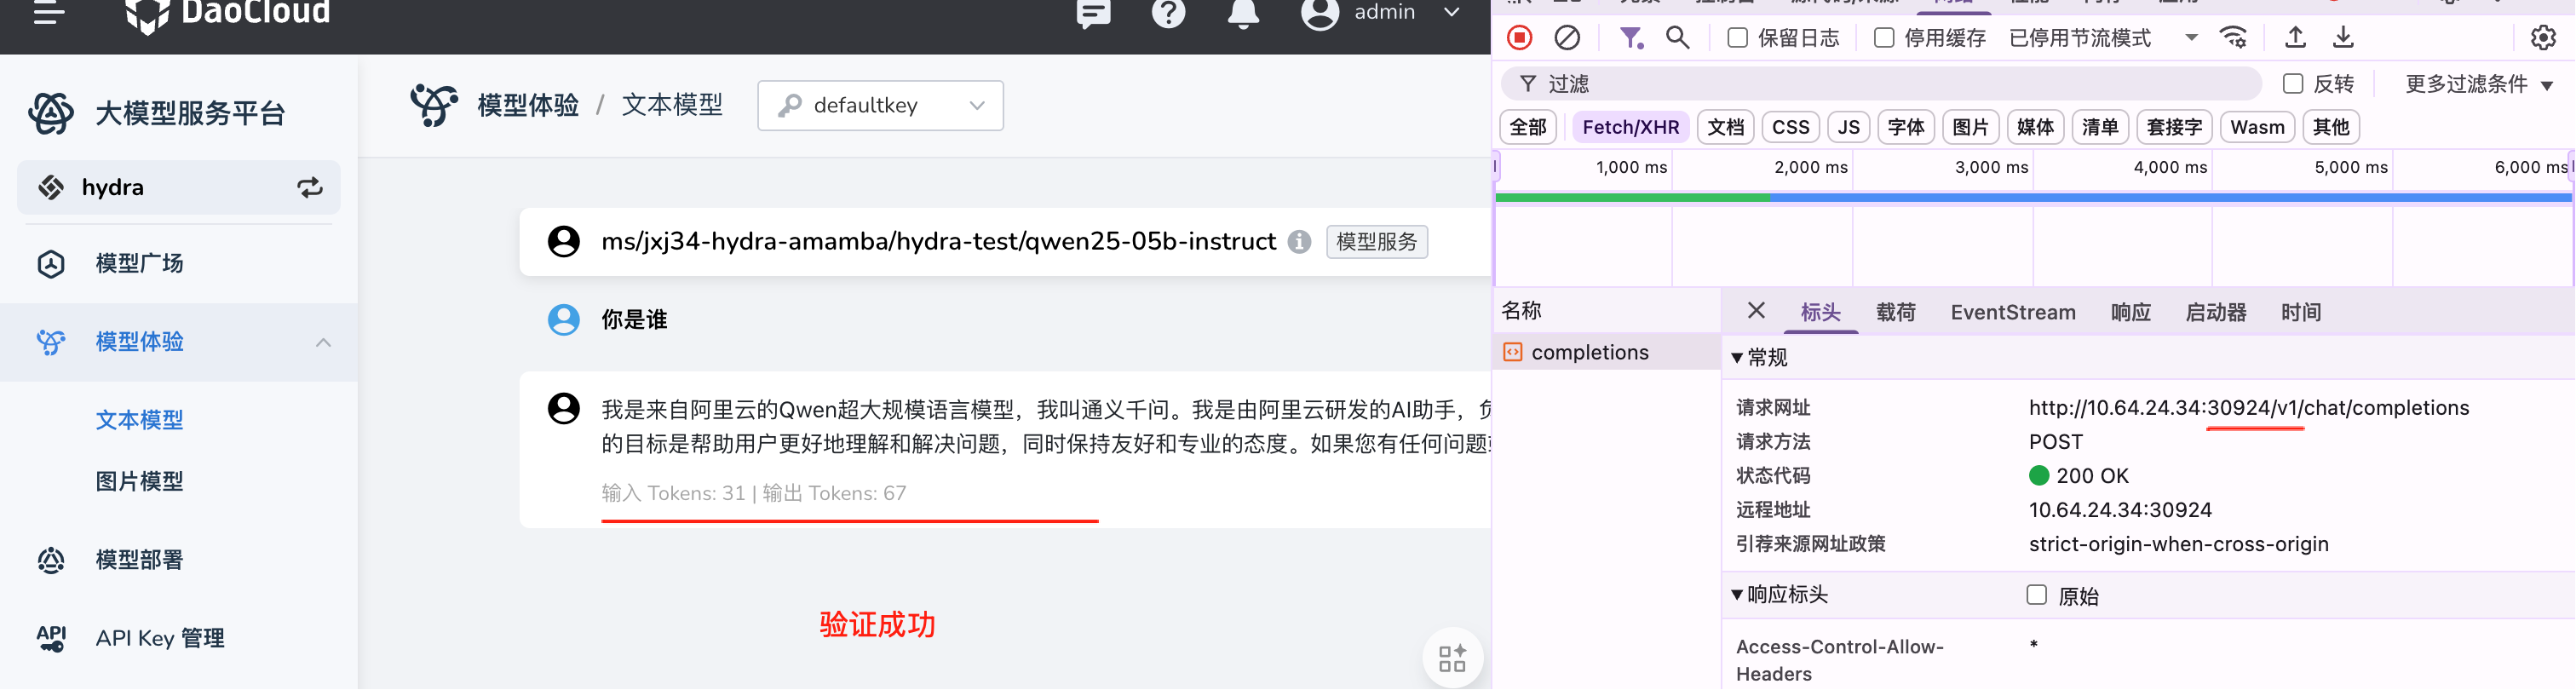 DaoCloud
admin
大模型服务平台
hydra
模型广场
模型体验
文本模型
图片模型
模型部署
API
API Key 管理
模型体验 / 文本模型
defaultkey
ms/jxj34-hydra-amamba/hydra-test/qwen25-05b-instruct
模型服务
你是谁
我是来自阿里云的Qwen超大规模语言模型，我叫通义千问。我是由阿里云研发的AI助手，
的目标是帮助用户更好地理解和解决问题，同时保持友好和专业的态度。如果您有任何问题
输入 Tokens: 31 | 输出 Tokens: 67
验证成功
保留日志
停用缓存
已停用节流模式
过滤
反转
更多过滤条件
全部
Fetch/XHR
文档
CSS
JS
字体
图片
媒体
清单
套接字
Wasm
其他
1,000 ms
2,000 ms
3,000 ms
4,000 ms
5,000 ms
6,000 ms
名称
completions
标头
载荷
EventStream
响应
启动器
时间
常规
请求网址
http://10.64.24.34:30924/v1/chat/completions
请求方法
POST
状态代码
200 OK
远程地址
10.64.24.34:30924
引荐来源网址政策
strict-origin-when-cross-origin
响应标头
原始
Access-Control-Allow-
Headers
*